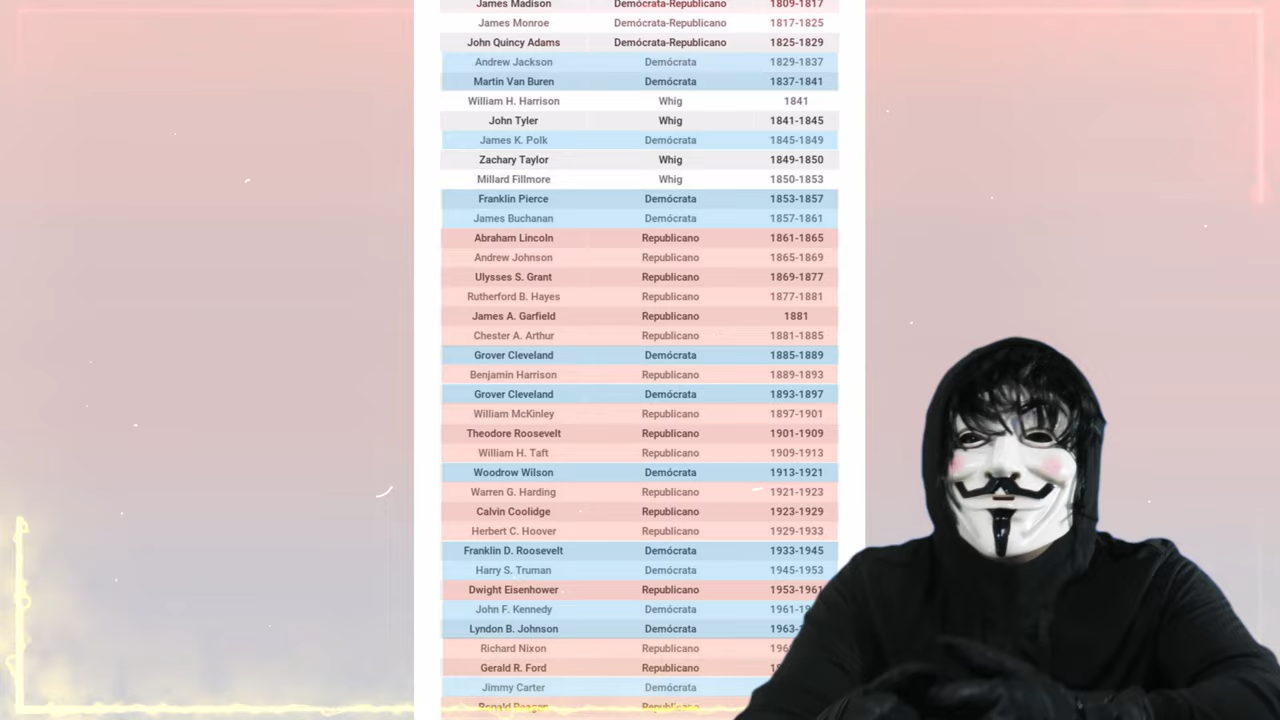 James Madison Demócrata-Republicano 1809-1817
James Monroe Demócrata-Republicano 1817-1825
John Quincy Adams Demócrata-Republicano 1825-1829
Andrew Jackson Demócrata 1829-1837
Martin Van Buren Demócrata 1837-1841
William H. Harrison Whig 1841
John Tyler Whig 1841-1845
James K. Polk Demócrata 1845-1849
Zachary Taylor Whig 1849-1850
Millard Fillmore Whig 1850-1853
Franklin Pierce Demócrata 1853-1857
James Buchanan Demócrata 1857-1861
Abraham Lincoln Republicano 1861-1865
Andrew Johnson Republicano 1865-1869
Ulysses S. Grant Republicano 1869-1877
Rutherford B. Hayes Republicano 1877-1881
James A. Garfield Republicano 1881
Chester A. Arthur Republicano 1881-1885
Grover Cleveland Demócrata 1885-1889
Benjamin Harrison Republicano 1889-1893
Grover Cleveland Demócrata 1893-1897
William McKinley Republicano 1897-1901
Theodore Roosevelt Republicano 1901-1909
William H. Taft Republicano 1909-1913
Woodrow Wilson Demócrata 1913-1921
Warren G. Harding Republicano 1921-1923
Calvin Coolidge Republicano 1923-1929
Herbert C. Hoover Republicano 1929-1933
Franklin D. Roosevelt Demócrata 1933-1945
Harry S. Truman Demócrata 1945-1953
Dwight Eisenhower Republicano 1953-1961
John F. Kennedy Demócrata 1961-
Lyndon B. Johnson Demócrata 1963-
Richard Nixon Republicano
Gerald R. Ford Republicano
Jimmy Carter Demócrata
Ronald Reagan Republicano